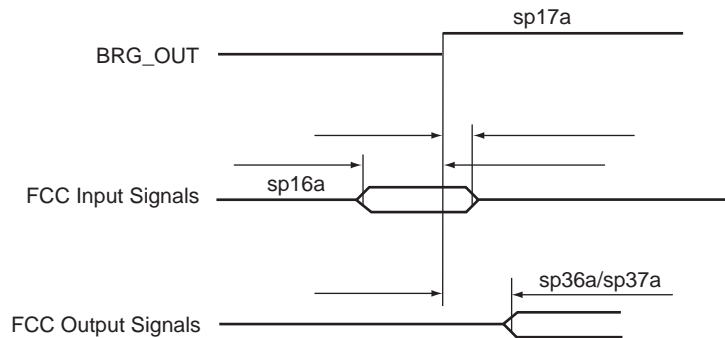 sp17a
BRG_OUT
sp16a
FCC Input Signals
sp36a/sp37a
FCC Output Signals